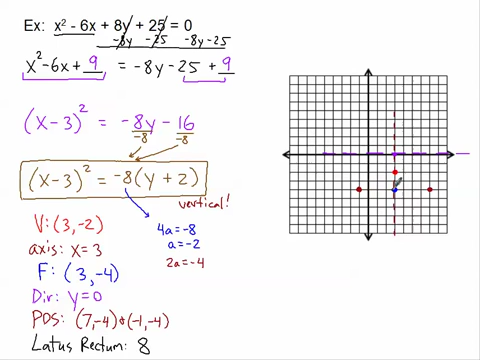 Ex: x² - 6x + 8y + 25 = 0
-8y -25 -8y -25
x² - 6x + 9 = -8y - 25 + 9
(x-3)² = -8y - 16
-8 -8
(x-3)² = -8(y+2)
vertical!
V: (3, -2)
4a = -8
axis: x = 3
a = -2
F: (3, -4)
2a = -4
Dir: y = 0
POS: (7, -4) & (-1, -4)
Latus Rectum: 8